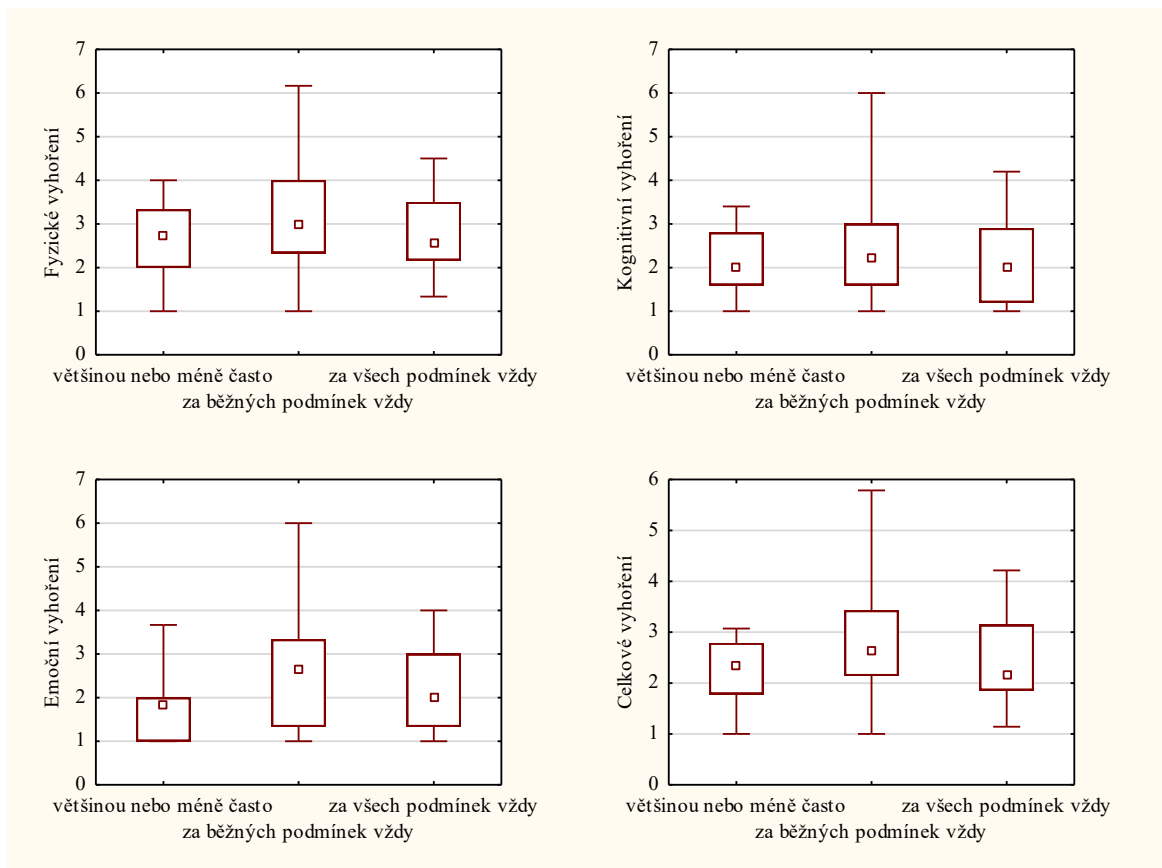 Fyzické vyhoření
7
6
5
4
3
2
1
0
většinou nebo méně často
za všech podmínek vždy
za běžných podmínek vždy
Kognitivní vyhoření
7
6
5
4
3
2
1
0
většinou nebo méně často
za všech podmínek vždy
za běžných podmínek vždy
Emoční vyhoření
7
6
5
4
3
2
1
0
většinou nebo méně často
za všech podmínek vždy
za běžných podmínek vždy
Celkové vyhoření
6
5
4
3
2
1
0
většinou nebo méně často
za všech podmínek vždy
za běžných podmínek vždy